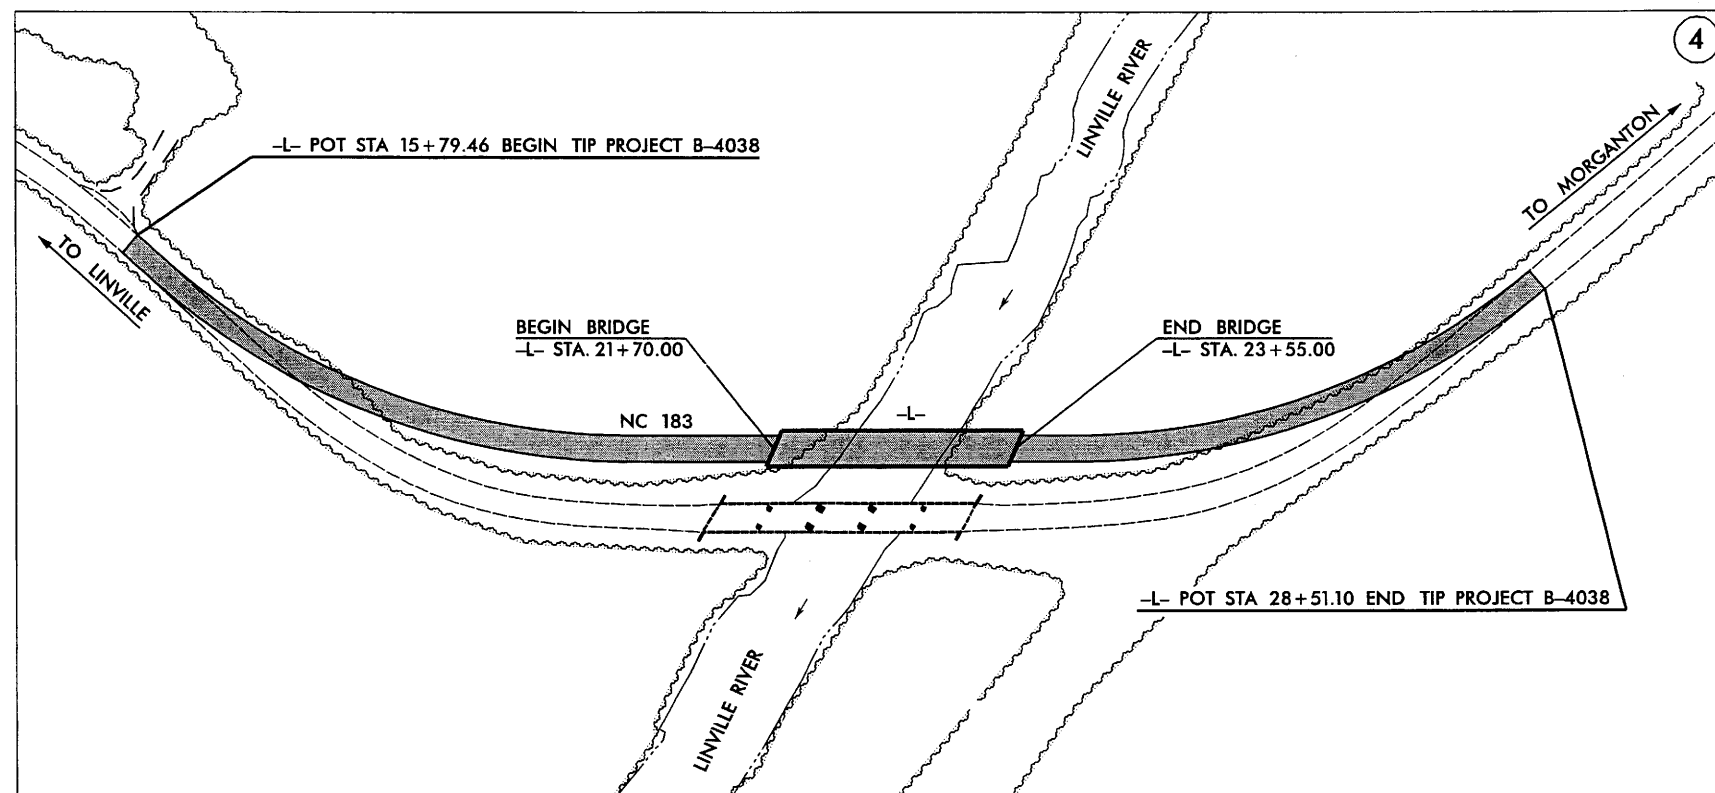 4
LINVILLE RIVER
-L- POT STA 15+79.46 BEGIN TIP PROJECT B-4038
TO MORGANTON
TO LINVILLE
BEGIN BRIDGE
-L- STA. 21+70.00
END BRIDGE
-L- STA. 23+55.00
NC 183
-L-
-L- POT STA 28+51.10 END TIP PROJECT B-4038
LINVILLE RIVER